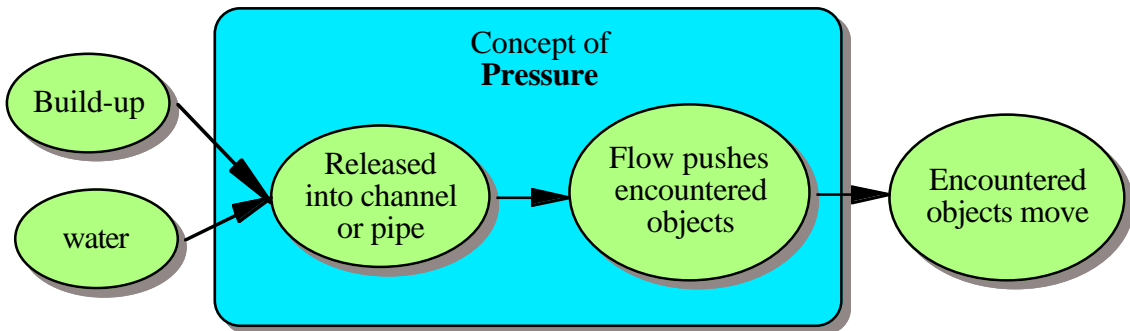 Concept of
Pressure
Build-up
water
Released
into channel
or pipe
Flow pushes
encountered
objects
Encountered
objects move